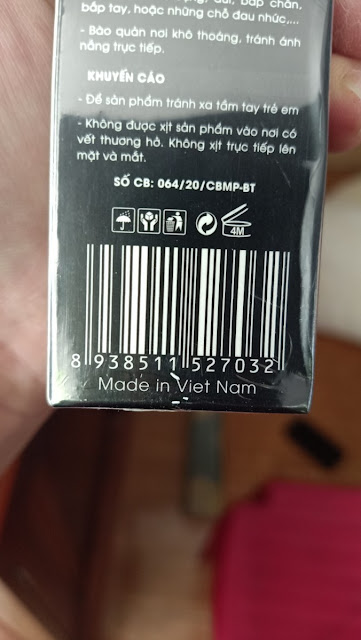 bắp chân,
bắp tay, hoặc những chỗ đau nhức,...
- Bảo quản nơi khô thoáng, tránh ánh
nắng trực tiếp.
KHUYẾN CÁO
- Để sản phẩm tránh xa tầm tay trẻ em
- Không được xịt sản phẩm vào nơi có
vết thương hở. Không xịt trực tiếp lên
mặt và mắt.
SỐ CB: 064/20/CBMP-BT
4M
8 938511 527032
Made in Viet Nam